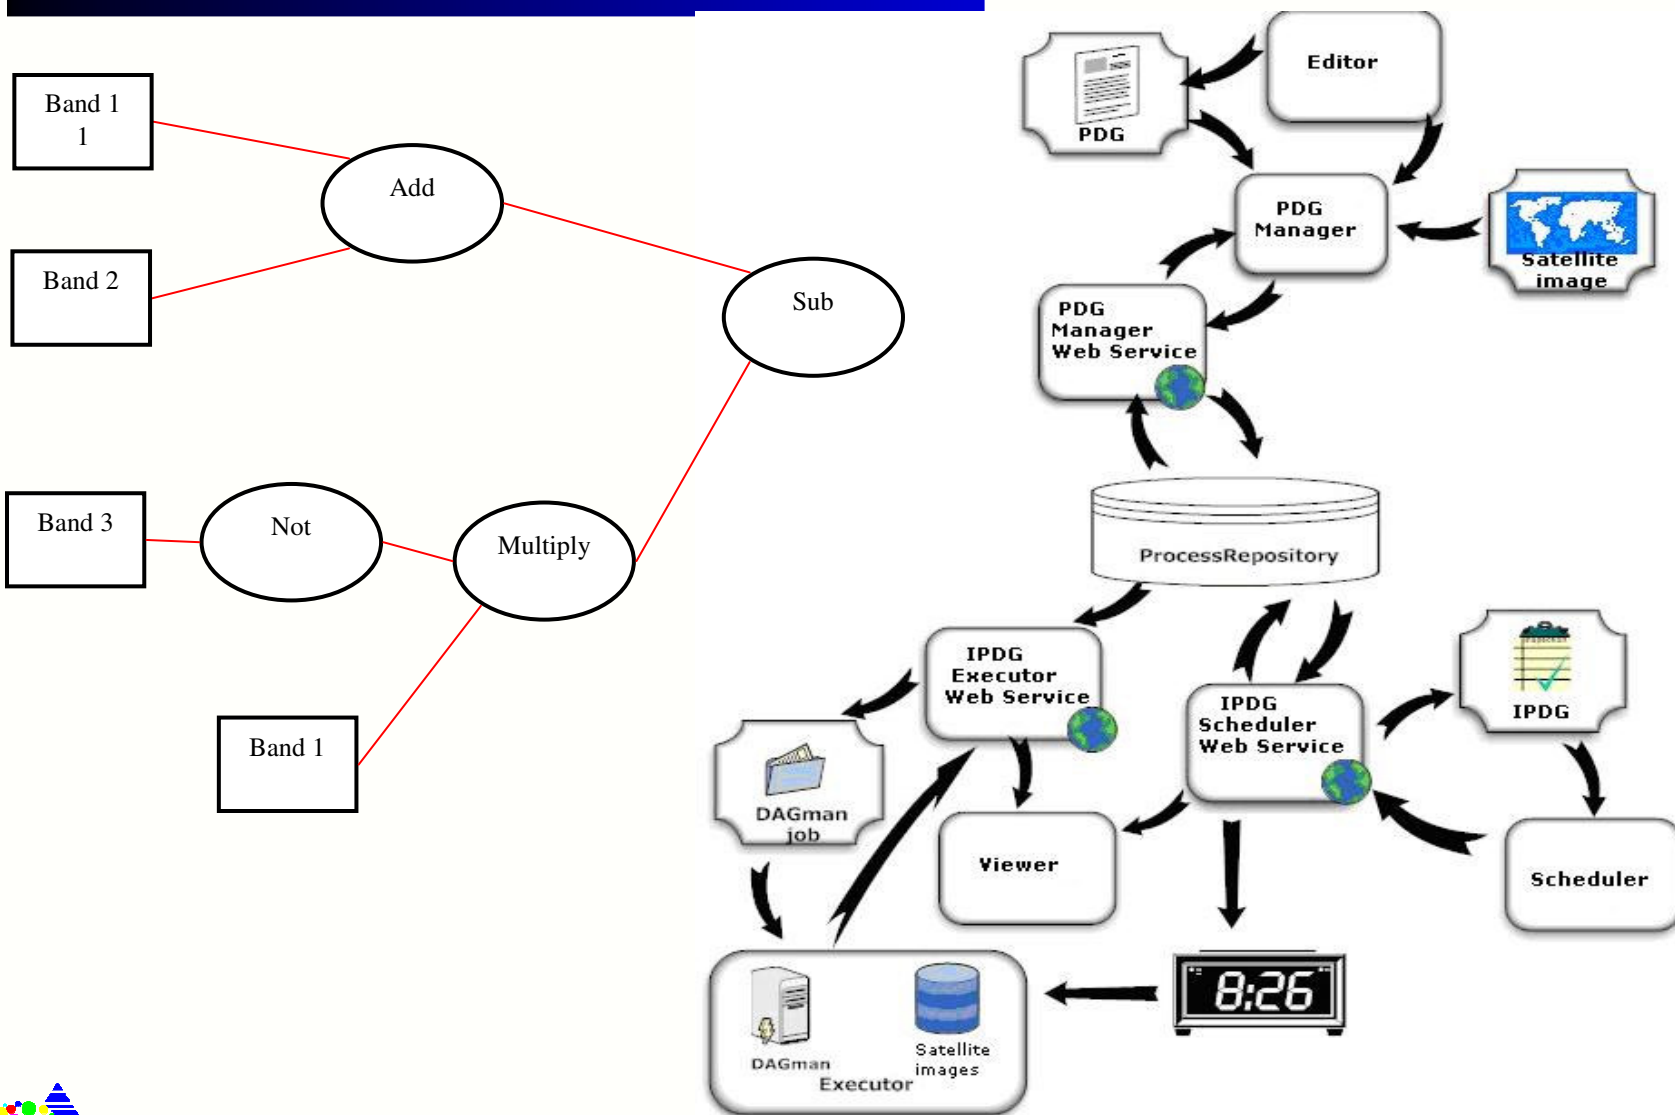 Band 1
1
Add
Band 2
Sub
Band 3
Not
Multiply
Band 1
Editor
PDG
PDG
Manager
Satellite
image
PDG
Manager
Web Service
ProcessRepository
IPDG
Executor
Web Service
IPDG
Scheduler
Web Service
IPDG
DAGman
job
Viewer
Scheduler
8:26
DAGman
Satellite
images
Executor